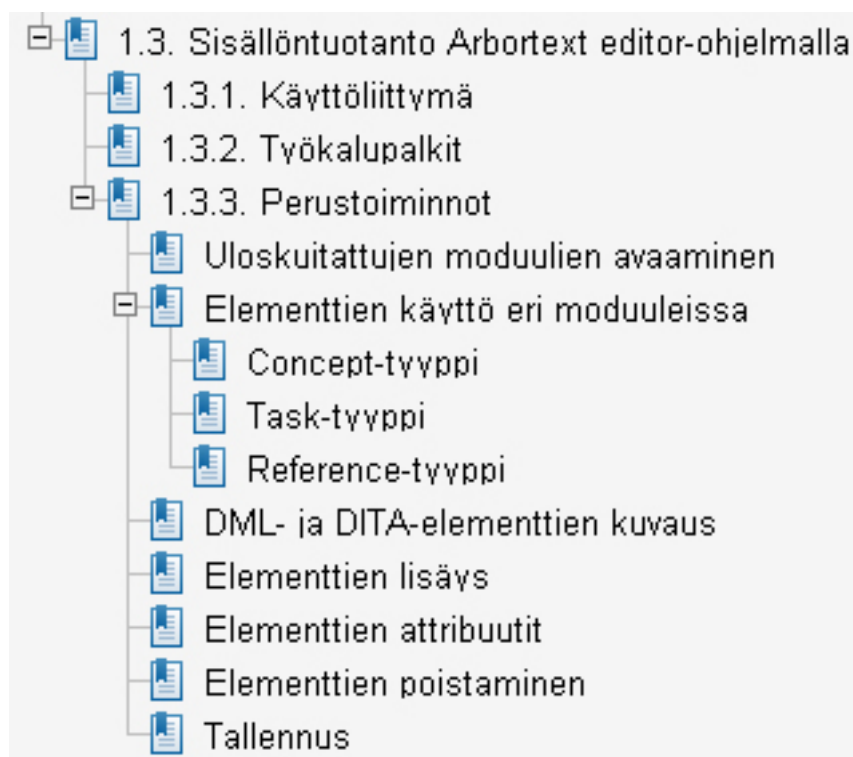 1.3. Sisällöntuotanto Arbortext editor-ohjelmalla
1.3.1. Käyttöliittymä
1.3.2. Työkalupalkit
1.3.3. Perustoiminnot
Uloskuitattujen moduulien avaaminen
Elementtien käyttö eri moduuleissa
Concept-tyyppi
Task-tyyppi
Reference-tyyppi
DML- ja DITA-elementtien kuvaus
Elementtien lisäys
Elementtien attribuutit
Elementtien poistaminen
Tallennus